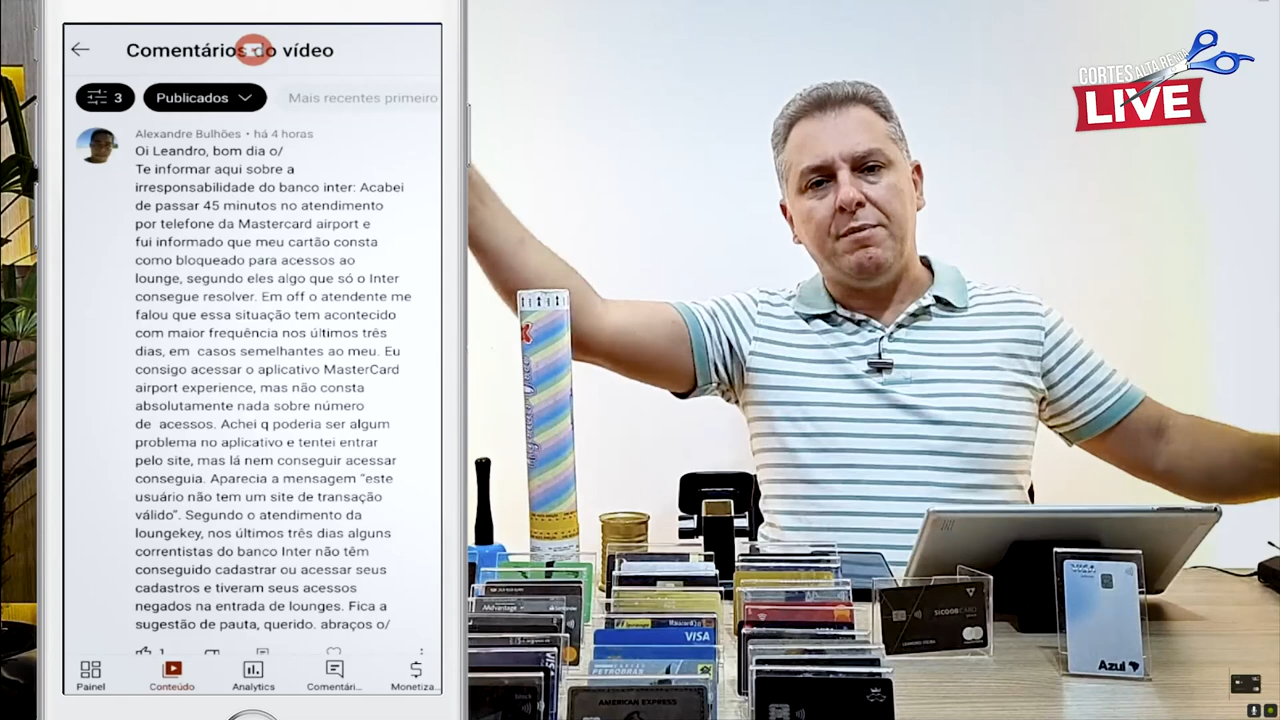 Comentários do vídeo
3
Publicados
Mais recentes primeiro
Alexandre Bulhões • há 4 horas
Oi Leandro, bom dia o/
Te informar aqui sobre a
irresponsabilidade do banco inter: Acabei
de passar 45 minutos no atendimento
por telefone da Mastercard airport e
fui informado que meu cartão consta
como bloqueado para acessos ao
lounge, segundo eles algo que só o Inter
consegue resolver. Em off o atendente me
falou que essa situação tem acontecido
com maior frequência nos últimos três
dias, em casos semelhantes ao meu. Eu
consigo acessar o aplicativo MasterCard
airport experience, mas não consta
absolutamente nada sobre número
de acessos. Achei q poderia ser algum
problema no aplicativo e tentei entrar
pelo site, mas lá nem conseguir acessar
conseguia. Aparecia a mensagem "este
usuário não tem um site de transação
válido". Segundo o atendimento da
loungekey, nos últimos três dias alguns
correntistas do banco Inter não têm
conseguido cadastrar ou acessar seus
cadastros e tiveram seus acessos
negados na entrada de lounges. Fica a
sugestão de pauta, querido. abraços o/
1
Painel
Conteúdo
Analytics
Comentári...
Monetiza...
CORTES ALTA RENDA
LIVE
AAdvantage
VISA
PETROBRAS
AMERICAN EXPRESS
VISA
SICOOBCARD
Azul